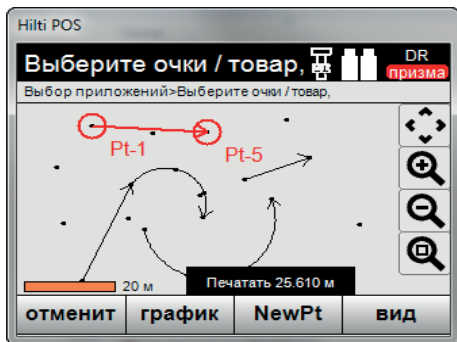 Hilti POS
Выберите очки / товар,
DR
призма
Выбор приложений>Выберите очки / товар,
Pt-1
Pt-5
20 м
Печатать 25.610 м
отменит
график
NewPt
вид